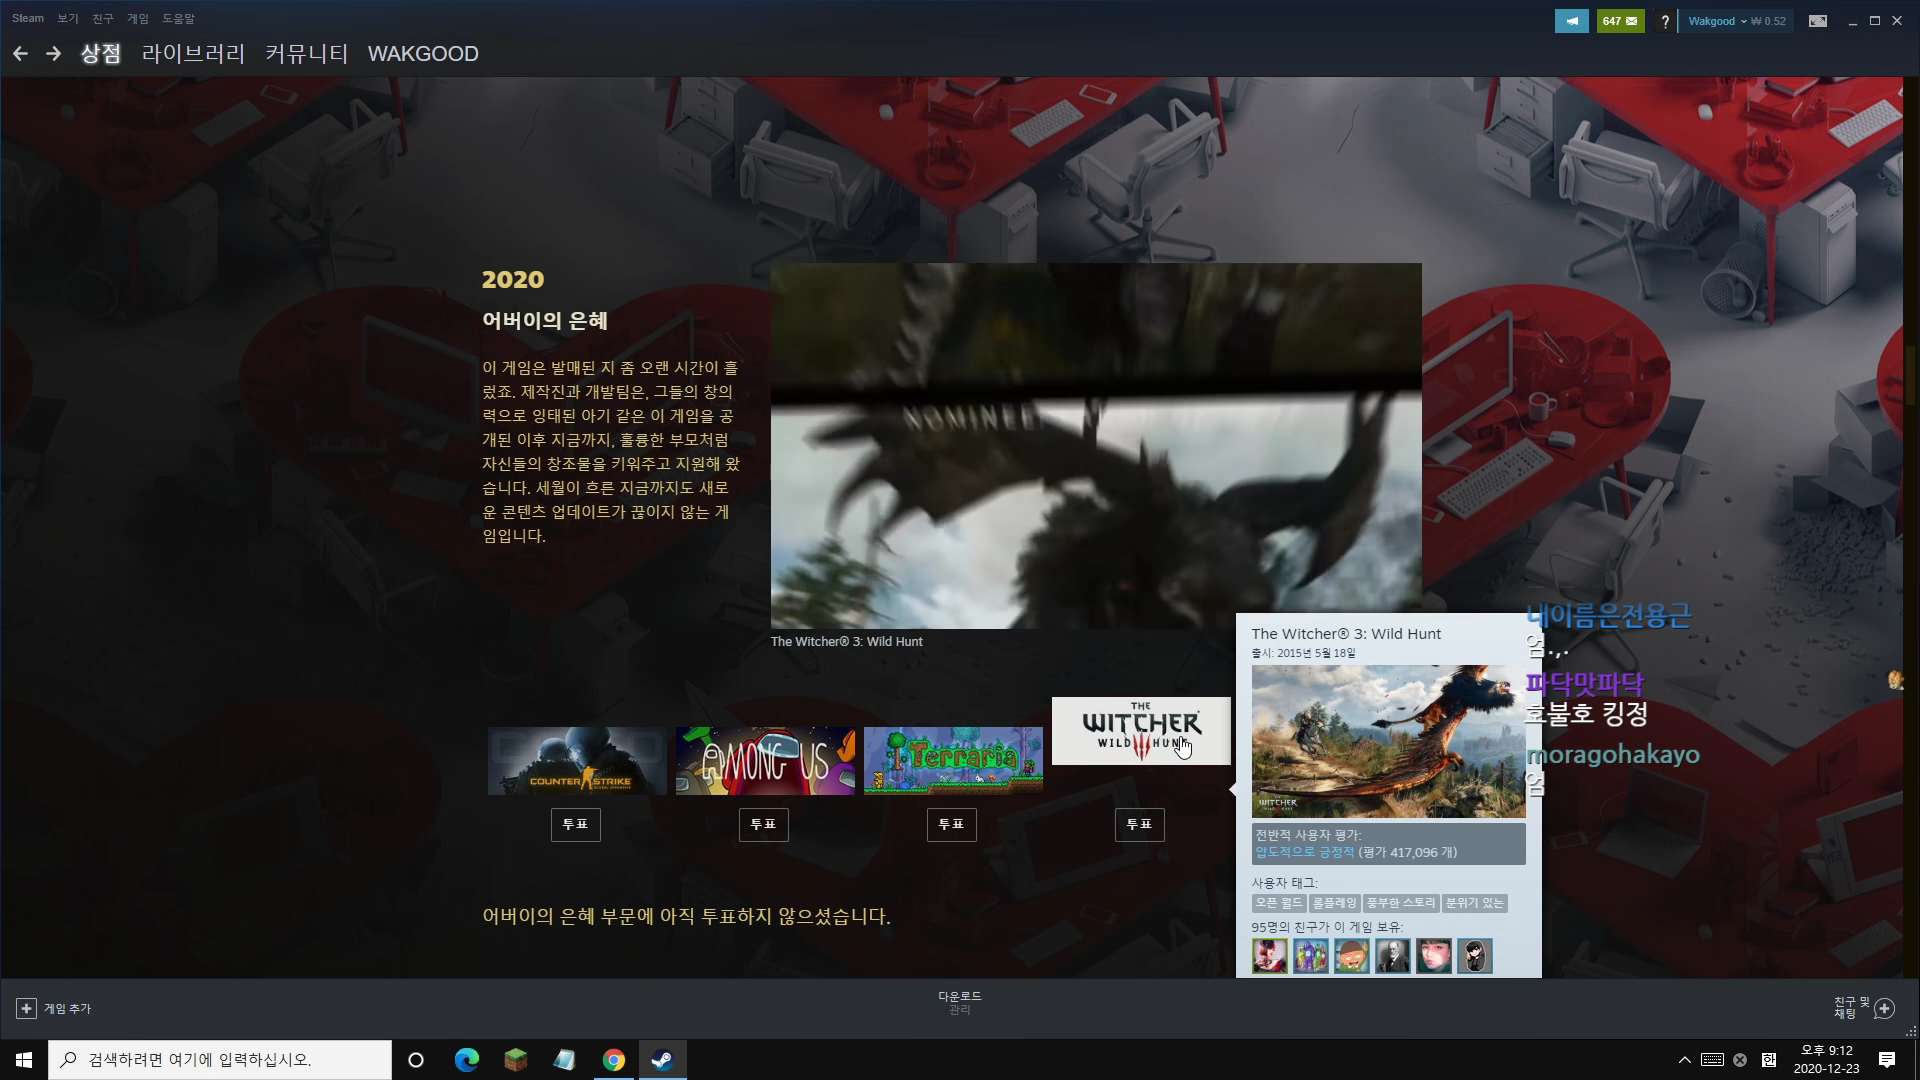 Steam 보기 친구 게임 도움말
647
?
Wakgood ₩ 0.52
상점 라이브러리 커뮤니티 WAKGOOD
2020
어버이의 은혜
이 게임은 발매된 지 좀 오랜 시간이 흘
렀죠. 제작진과 개발팀은, 그들의 창의
력으로 잉태된 아기 같은 이 게임을 공
개된 이후 지금까지, 훌륭한 부모처럼
자신들의 창조물을 키워주고 지원해 왔
습니다. 세월이 흐른 지금까지도 새로
운 콘텐츠 업데이트가 끊이지 않는 게
임입니다.
NOMINEE
The Witcher® 3: Wild Hunt
COUNTER STRIKE
GLOBAL OFFENSIVE
AMONG US
Terraria
THE
WITCHER
WILD HUNT
투표
투표
투표
투표
어버이의 은혜 부문에 아직 투표하지 않으셨습니다.
The Witcher® 3: Wild Hunt
출시: 2015년 5월 18일
WITCHER
전반적 사용자 평가:
압도적으로 긍정적 (평가 417,096 개)
사용자 태그:
오픈 월드 롤플레잉 풍부한 스토리 분위기 있는
95명의 친구가 이 게임 보유:
내이름은전용근
엄.,.
파닥맛파닥
호불호 킹정
moragohakayo
엄
게임 추가
다운로드
관리
친구 및
채팅
검색하려면 여기에 입력하십시오.
한
오후 9:12
2020-12-23